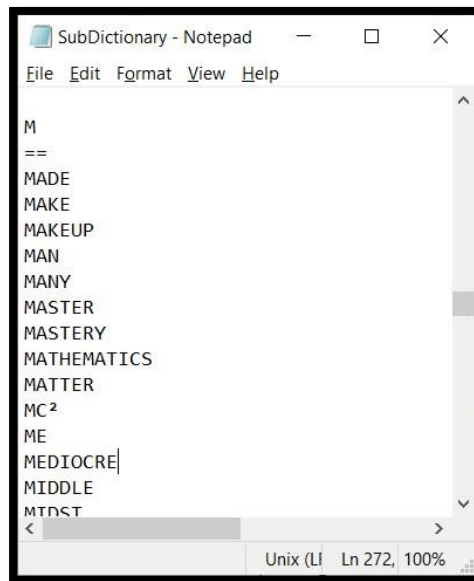 SubDictionary - Notepad
File Edit Format View Help
M
==
MADE
MAKE
MAKEUP
MAN
MANY
MASTER
MASTERY
MATHEMATICS
MATTER
MC²
ME
MEDIOCRE
MIDDLE
MIDST
Unix (LF Ln 272, 100%